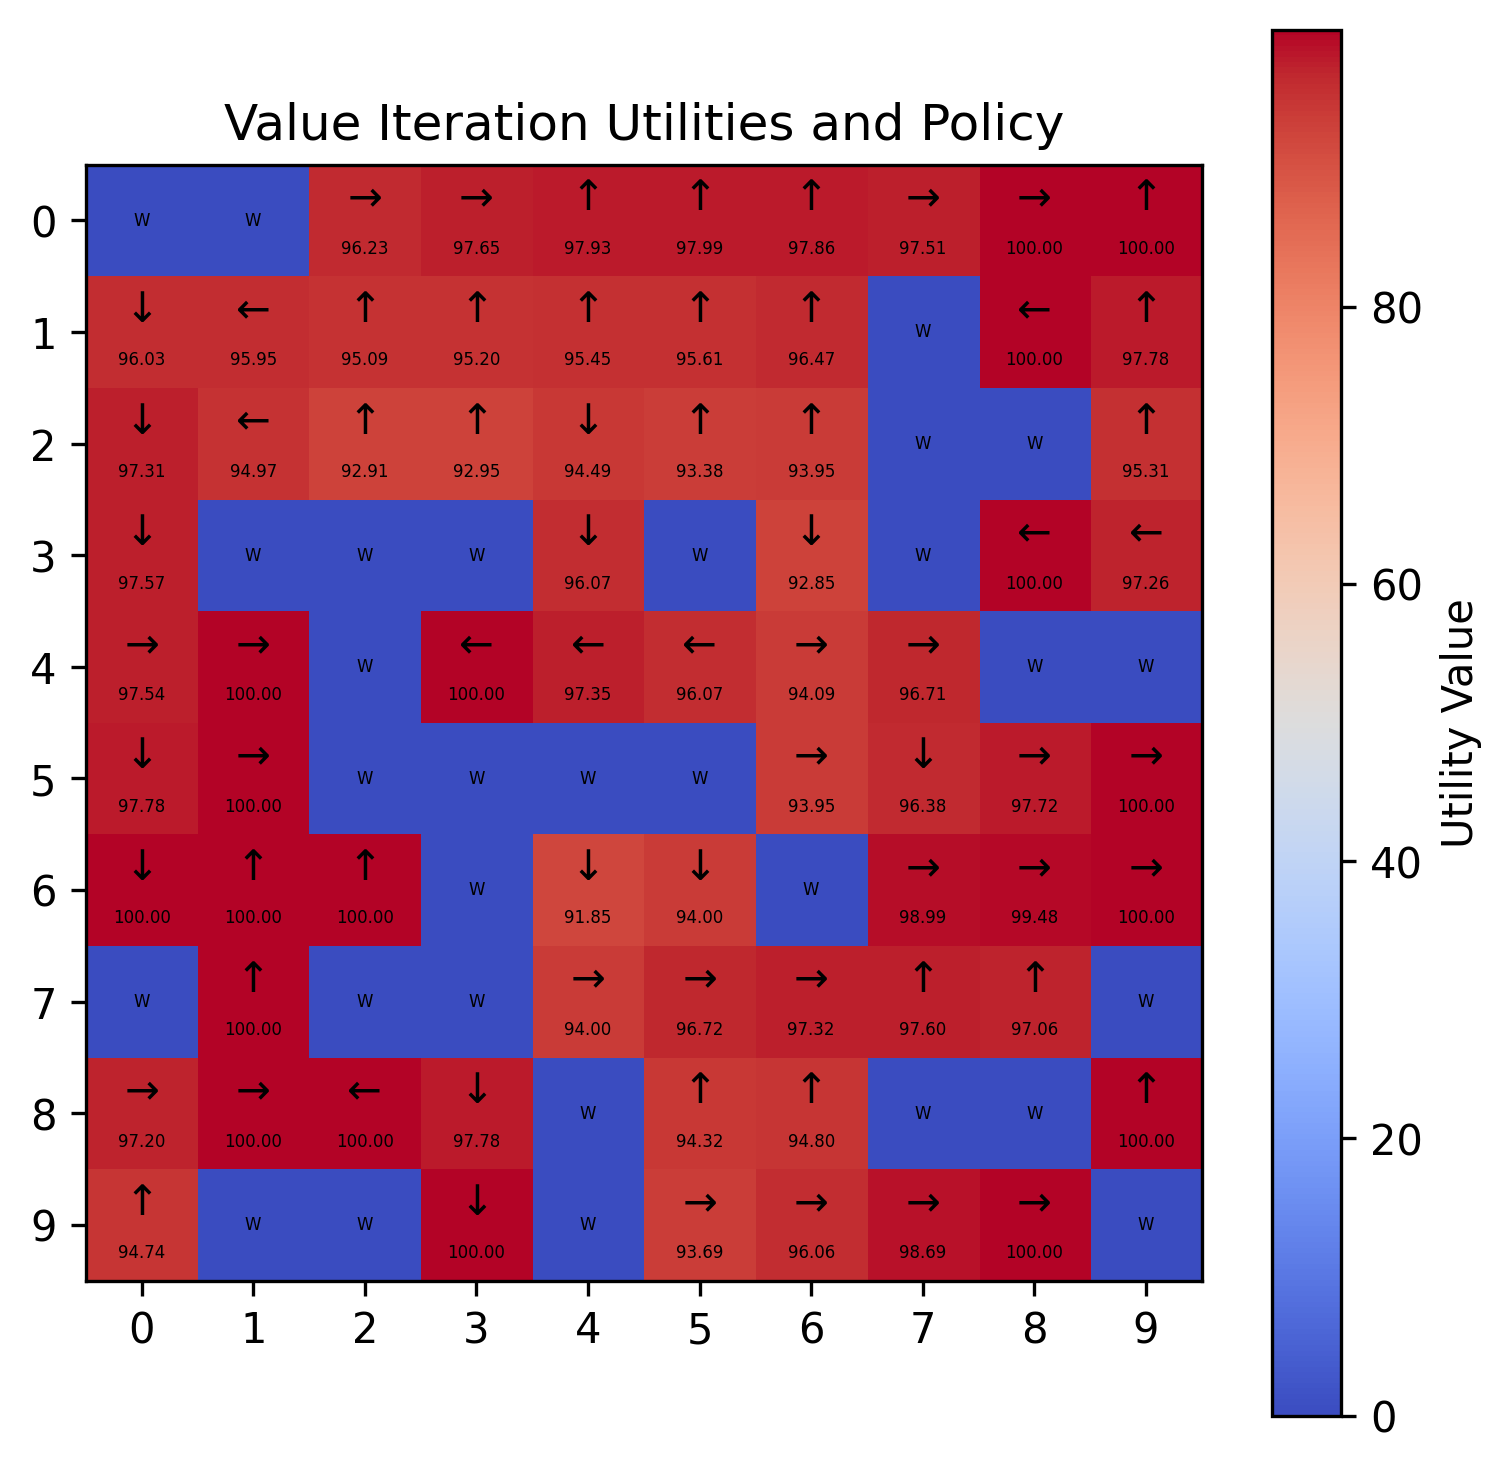 Value Iteration Utilities and Policy
0 W W → → ↑ ↑ ↑ → → ↑
96.23 97.65 97.93 97.99 97.86 97.51 100.00 100.00
1 ↓ ← ↑ ↑ ↑ ↑ ↑ W ← ↑
96.03 95.95 95.09 95.20 95.45 95.61 96.47 100.00 97.78
2 ↓ ← ↑ ↑ ↓ ↑ ↑ W W ↑
97.31 94.97 92.91 92.95 94.49 93.38 93.95 95.31
3 ↓ W W W ↓ W ↓ W ← ←
97.57 96.07 92.85 100.00 97.26
4 → → W ← ← ← → → W W
97.54 100.00 100.00 97.35 96.07 94.09 96.71
5 ↓ → W W W W → ↓ → →
97.78 100.00 93.95 96.38 97.72 100.00
6 ↓ ↑ ↑ W ↓ ↓ W → → →
100.00 100.00 100.00 91.85 94.00 98.99 99.48 100.00
7 W ↑ W W → → → ↑ ↑ W
100.00 94.00 96.72 97.32 97.60 97.06
8 → → ← ↓ W ↑ ↑ W W ↑
97.20 100.00 100.00 97.78 94.32 94.80 100.00
9 ↑ W W ↓ W → → → → W
94.74 100.00 93.69 96.06 98.69 100.00
0 1 2 3 4 5 6 7 8 9
80
60
40
20
0
Utility Value